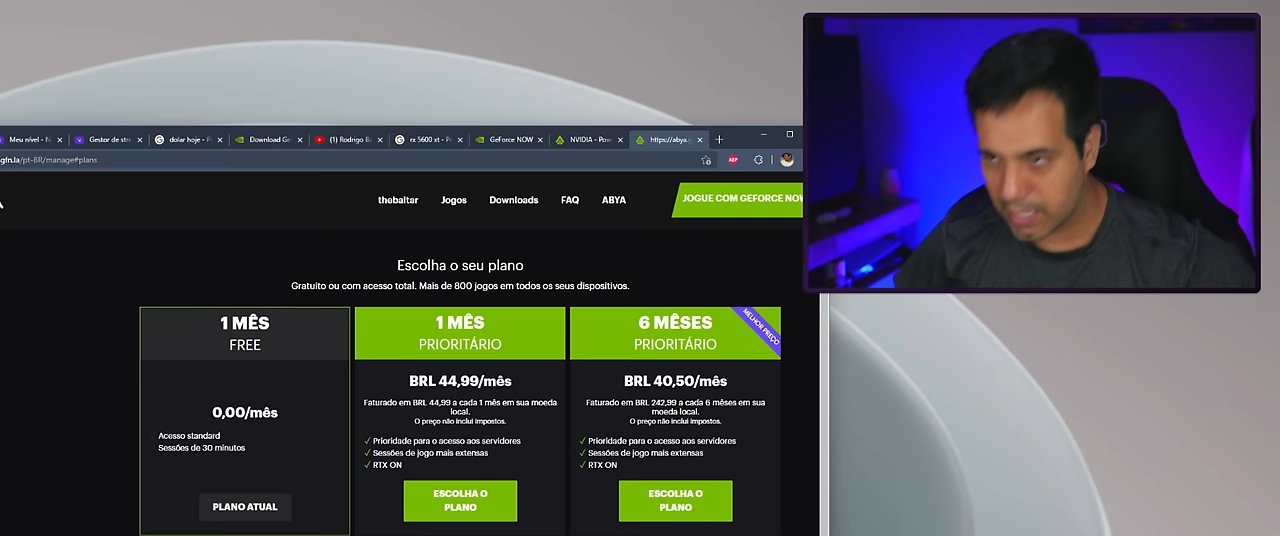 Meu nível - N
Gestor de stre
dolar hoje - P
Download Ge
(1) Rodrigo B
rx 5600 xt - P
GeForce NOW
NVIDIA - Pow
https://abya.g
gfn.la/pt-BR/manage#plans
ABP
thebaltar
Jogos
Downloads
FAQ
ABYA
JOGUE COM GEFORCE NOW
Escolha o seu plano
Gratuito ou com acesso total. Mais de 800 jogos em todos os seus dispositivos.
1 MÊS
FREE
0,00/mês
Acesso standard
Sessões de 30 minutos
PLANO ATUAL
1 MÊS
PRIORITÁRIO
BRL 44,99/mês
Faturado em BRL 44,99 a cada 1 mês em sua moeda
local.
O preço não inclui impostos.
Prioridade para o acesso aos servidores
Sessões de jogo mais extensas
RTX ON
ESCOLHA O
PLANO
6 MÊSES
PRIORITÁRIO
MELHOR PREÇO
BRL 40,50/mês
Faturado em BRL 242,99 a cada 6 mêses em sua
moeda local.
O preço não inclui impostos.
Prioridade para o acesso aos servidores
Sessões de jogo mais extensas
RTX ON
ESCOLHA O
PLANO